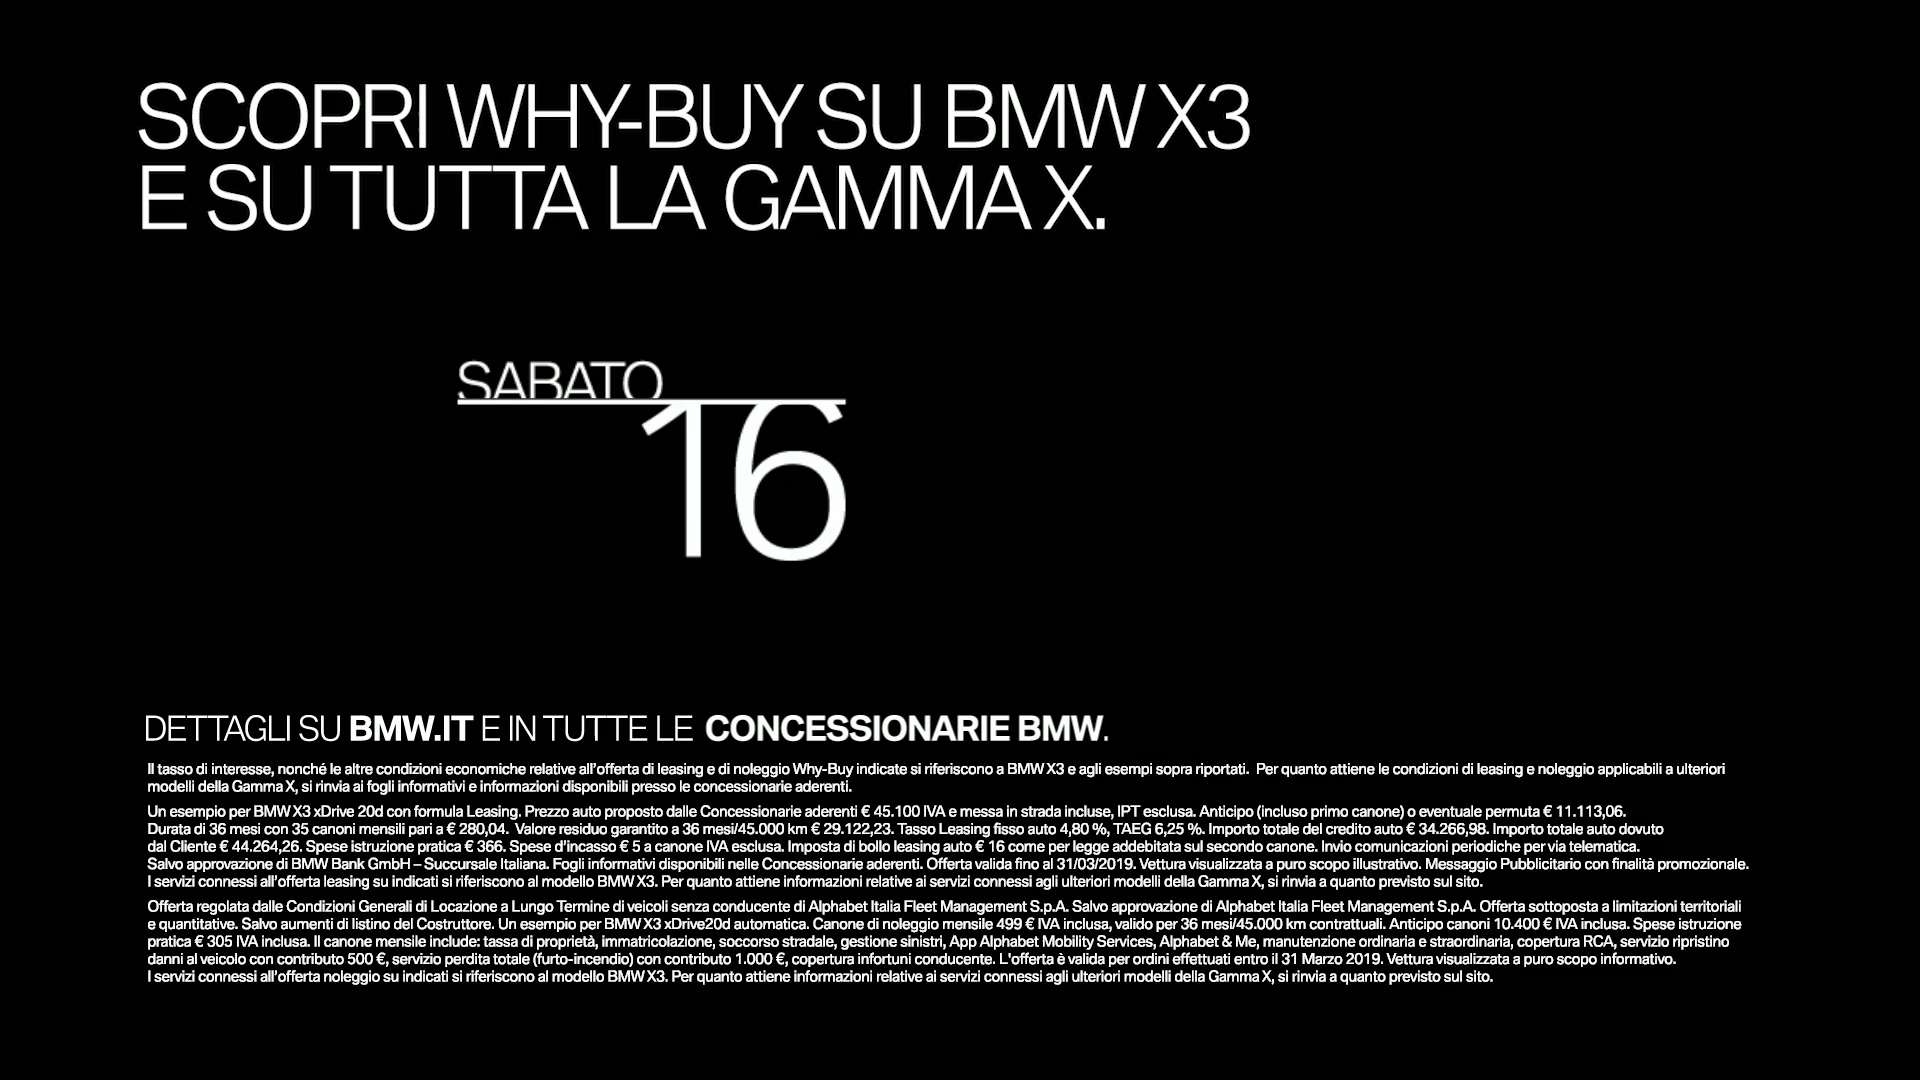 SCOPRI WHY-BUY SU BMW X3
E SU TUTTA LA GAMMA X.
SABATO
16
DETTAGLI SU BMW.IT E IN TUTTE LE CONCESSIONARIE BMW.
Il tasso di interesse, nonché le altre condizioni economiche relative all'offerta di leasing e di noleggio Why-Buy indicate si riferiscono a BMW X3 e agli esempi sopra riportati. Per quanto attiene le condizioni di leasing e noleggio applicabili a ulteriori
modelli della Gamma X, si rinvia ai fogli informativi e informazioni disponibili presso le concessionarie aderenti.
Un esempio per BMW X3 xDrive 20d con formula Leasing. Prezzo auto proposto dalle Concessionarie aderenti € 45.100 IVA e messa in strada incluse, IPT esclusa. Anticipo (incluso primo canone) o eventuale permuta € 11.113,06.
Durata di 36 mesi con 35 canoni mensili pari a € 280,04. Valore residuo garantito a 36 mesi/45.000 km € 29.122,23. Tasso Leasing fisso auto 4,80 %, TAEG 6,25 %. Importo totale del credito auto € 34.266,98. Importo totale auto dovuto
dal Cliente € 44.264,26. Spese istruzione pratica € 366. Spese d'incasso € 5 a canone IVA esclusa. Imposta di bollo leasing auto € 16 come per legge addebitata sul secondo canone. Invio comunicazioni periodiche per via telematica.
Salvo approvazione di BMW Bank GmbH – Succursale Italiana. Fogli informativi disponibili nelle Concessionarie aderenti. Offerta valida fino al 31/03/2019. Vettura visualizzata a puro scopo illustrativo. Messaggio Pubblicitario con finalità promozionale.
I servizi connessi all'offerta leasing su indicati si riferiscono al modello BMW X3. Per quanto attiene informazioni relative ai servizi connessi agli ulteriori modelli della Gamma X, si rinvia a quanto previsto sul sito.
Offerta regolata dalle Condizioni Generali di Locazione a Lungo Termine di veicoli senza conducente di Alphabet Italia Fleet Management S.p.A. Salvo approvazione di Alphabet Italia Fleet Management S.p.A. Offerta sottoposta a limitazioni territoriali
e quantitative. Salvo aumenti di listino del Costruttore. Un esempio per BMW X3 xDrive20d automatica. Canone di noleggio mensile 499 € IVA inclusa, valido per 36 mesi/45.000 km contrattuali. Anticipo canoni 10.400 € IVA inclusa. Spese istruzione
pratica € 305 IVA inclusa. Il canone mensile include: tassa di proprietà, immatricolazione, soccorso stradale, gestione sinistri, App Alphabet Mobility Services, Alphabet & Me, manutenzione ordinaria e straordinaria, copertura RCA, servizio ripristino
danni al veicolo con contributo 500 €, servizio perdita totale (furto-incendio) con contributo 1.000 €, copertura infortuni conducente. L'offerta è valida per ordini effettuati entro il 31 Marzo 2019. Vettura visualizzata a puro scopo informativo.
I servizi connessi all'offerta noleggio su indicati si riferiscono al modello BMW X3. Per quanto attiene informazioni relative ai servizi connessi agli ulteriori modelli della Gamma X, si rinvia a quanto previsto sul sito.